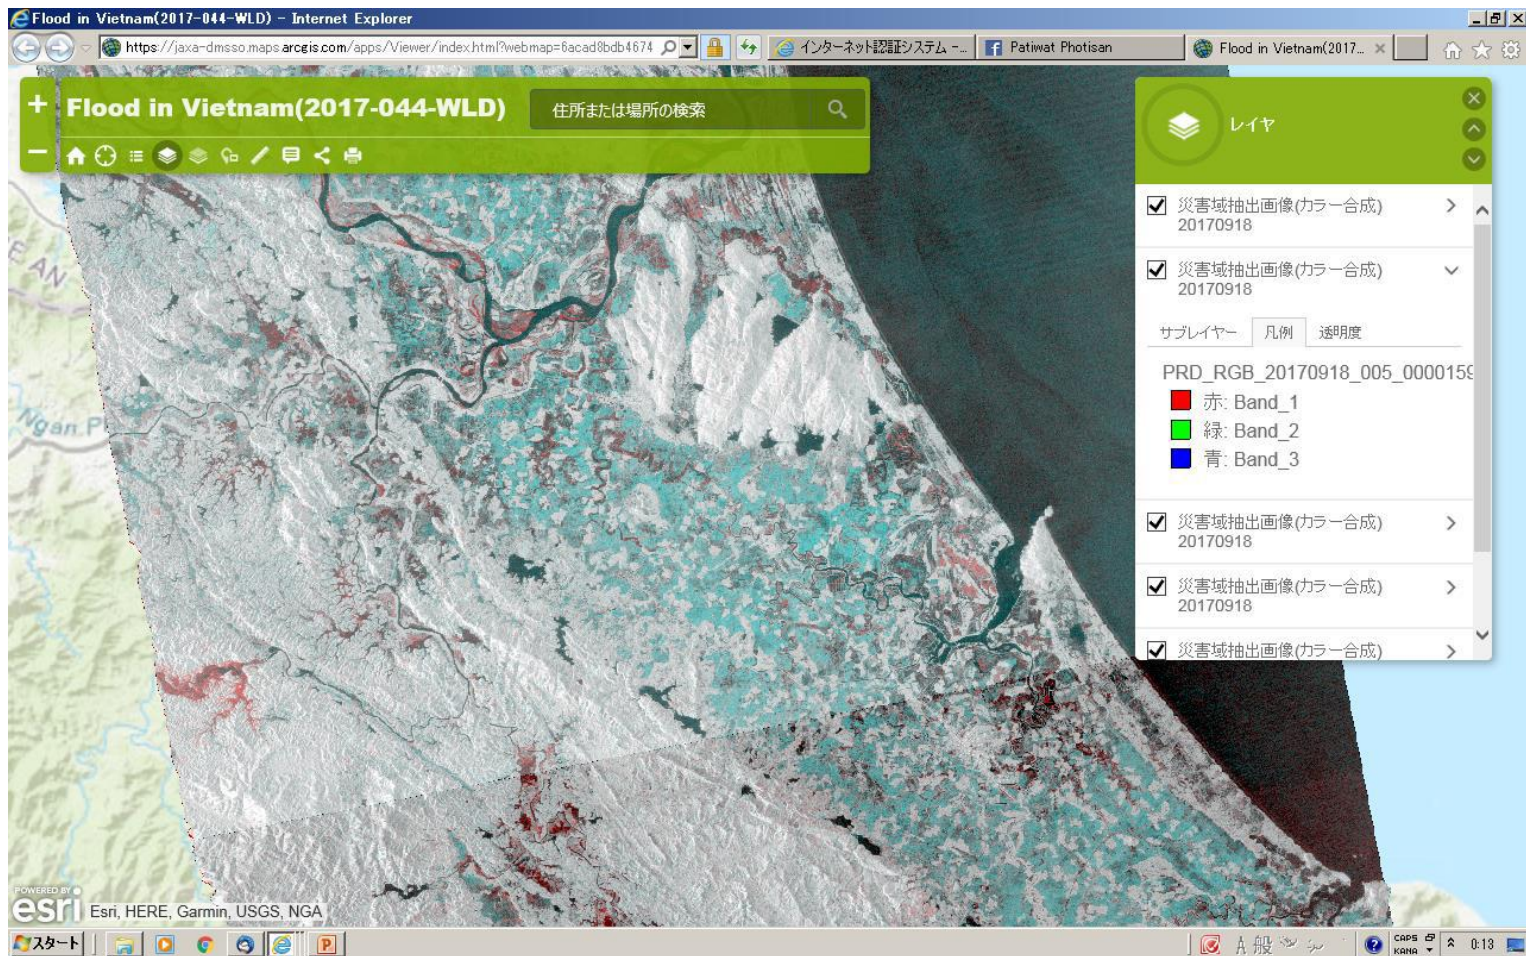 Flood in Vietnam(2017-044-WLD) - Internet Explorer
https://jaxa-dmsso.maps.arcgis.com/apps/Viewer/index.html?webmap=6acad8bdb4674
インターネット認証システム -...
Patiwat Photisan
Flood in Vietnam(2017...
Flood in Vietnam(2017-044-WLD)
住所または場所の検索
レイヤ
災害域抽出画像(カラー合成)
20170918
災害域抽出画像(カラー合成)
20170918
サブレイヤー 凡例 透明度
PRD_RGB_20170918_005_0000159
赤: Band_1
緑: Band_2
青: Band_3
災害域抽出画像(カラー合成)
20170918
災害域抽出画像(カラー合成)
20170918
災害域抽出画像(カラー合成)
E AN
Ngan P
POWERED BY
esri
Esri, HERE, Garmin, USGS, NGA
スタート
A 般
CAPS
KANA
0:13